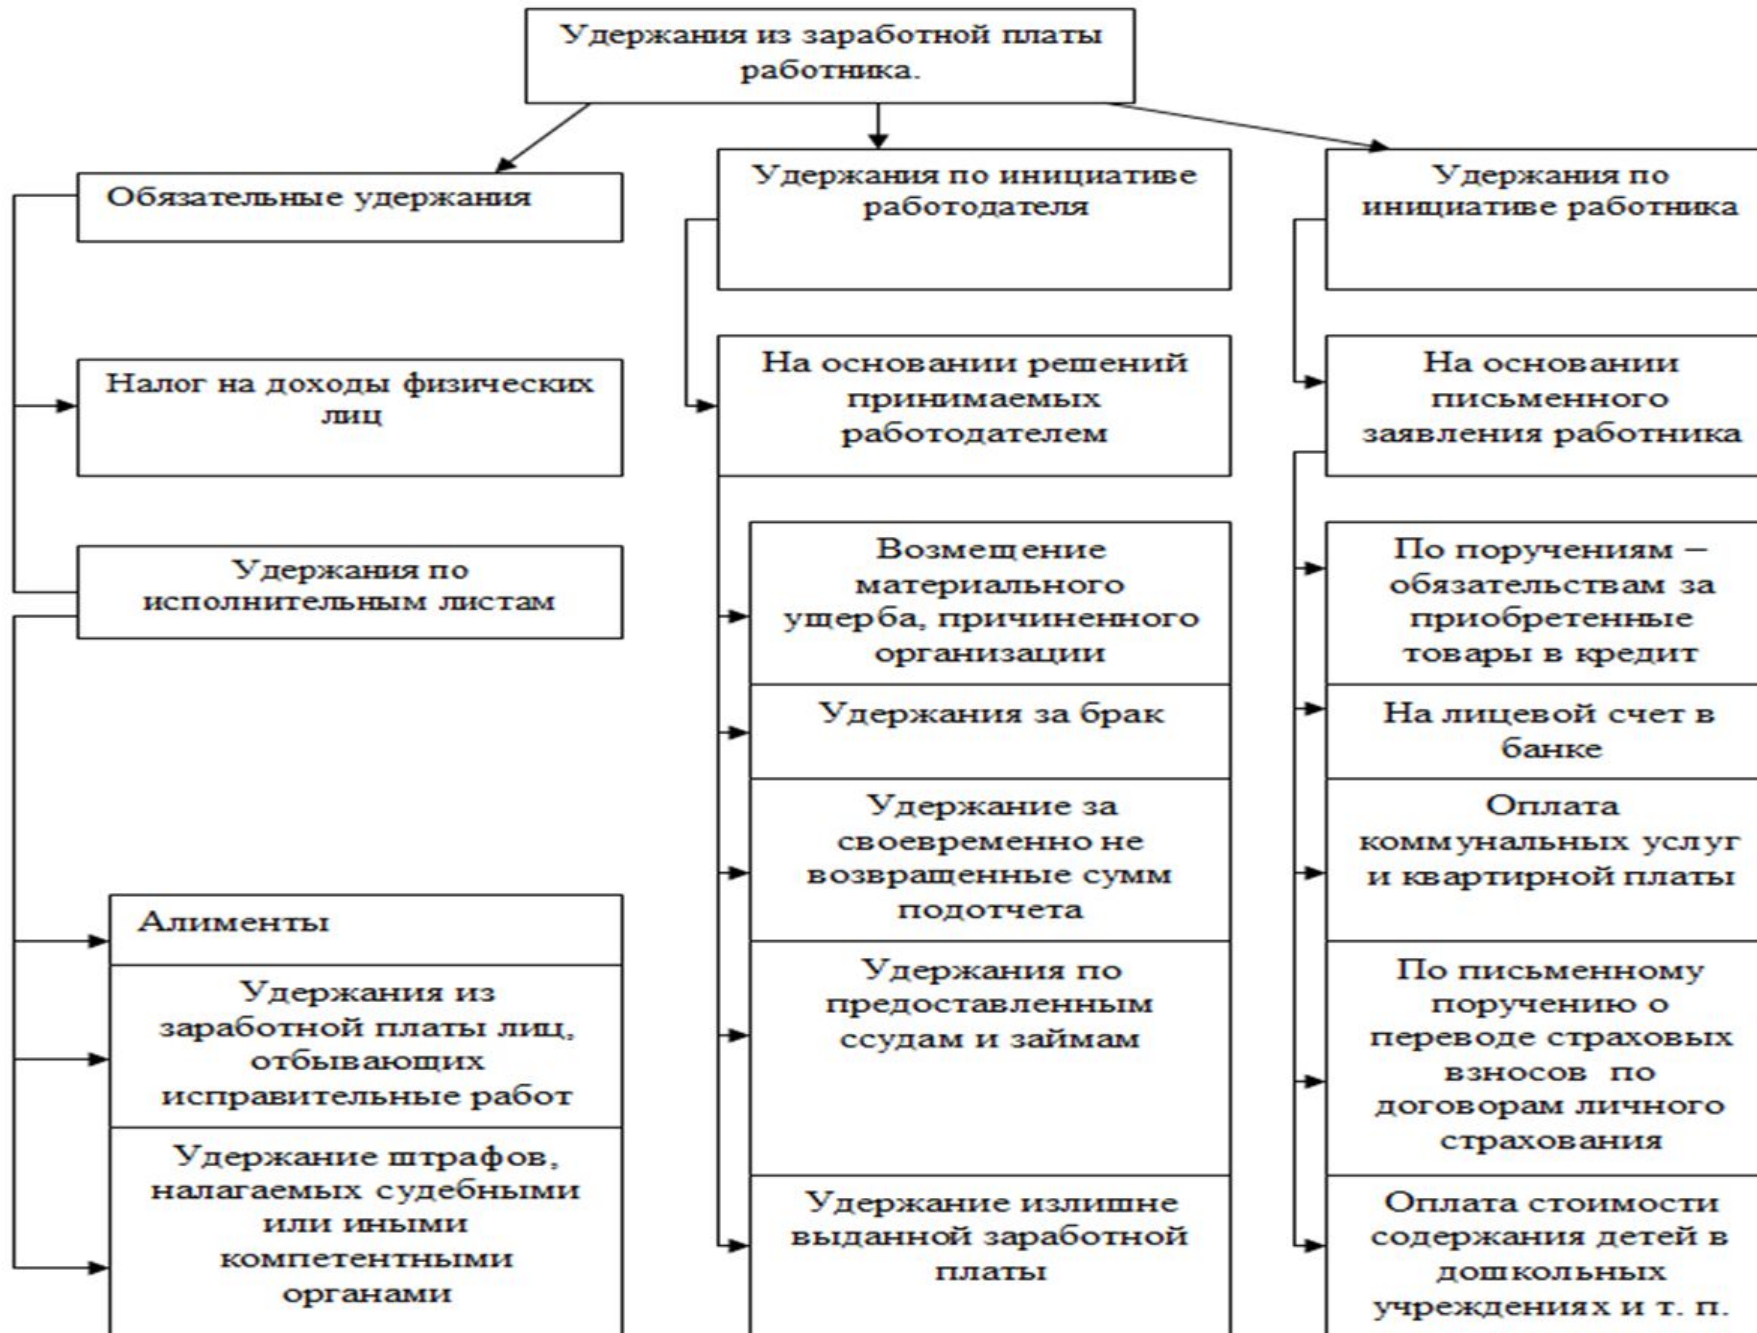 Удержания из заработной платы
работника.
Обязательные удержания
Налог на доходы физических
лиц
Удержания по
исполнительным листам
Алименты
Удержания из
заработной платы лиц,
отбывающих
исправительные работ
Удержание штрафов,
налагаемых судебными
или иными
компетентными
органами
Удержания по инициативе
работодателя
На основании решений
принимаемых
работодателем
Возмещение
материального
ущерба, причиненного
организации
Удержания за брак
Удержание за
своевременно не
возвращенные сумм
подотчета
Удержания по
предоставленным
ссудам и займам
Удержание излишне
выданной заработной
платы
Удержания по
инициативе работника
На основании
письменного
заявления работника
По поручениям –
обязательствам за
приобретенные
товары в кредит
На лицевой счет в
банке
Оплата
коммунальных услуг
и квартирной платы
По письменному
поручению о
переводе страховых
взносов по
договорам личного
страхования
Оплата стоимости
содержания детей в
дошкольных
учреждениях и т. п.